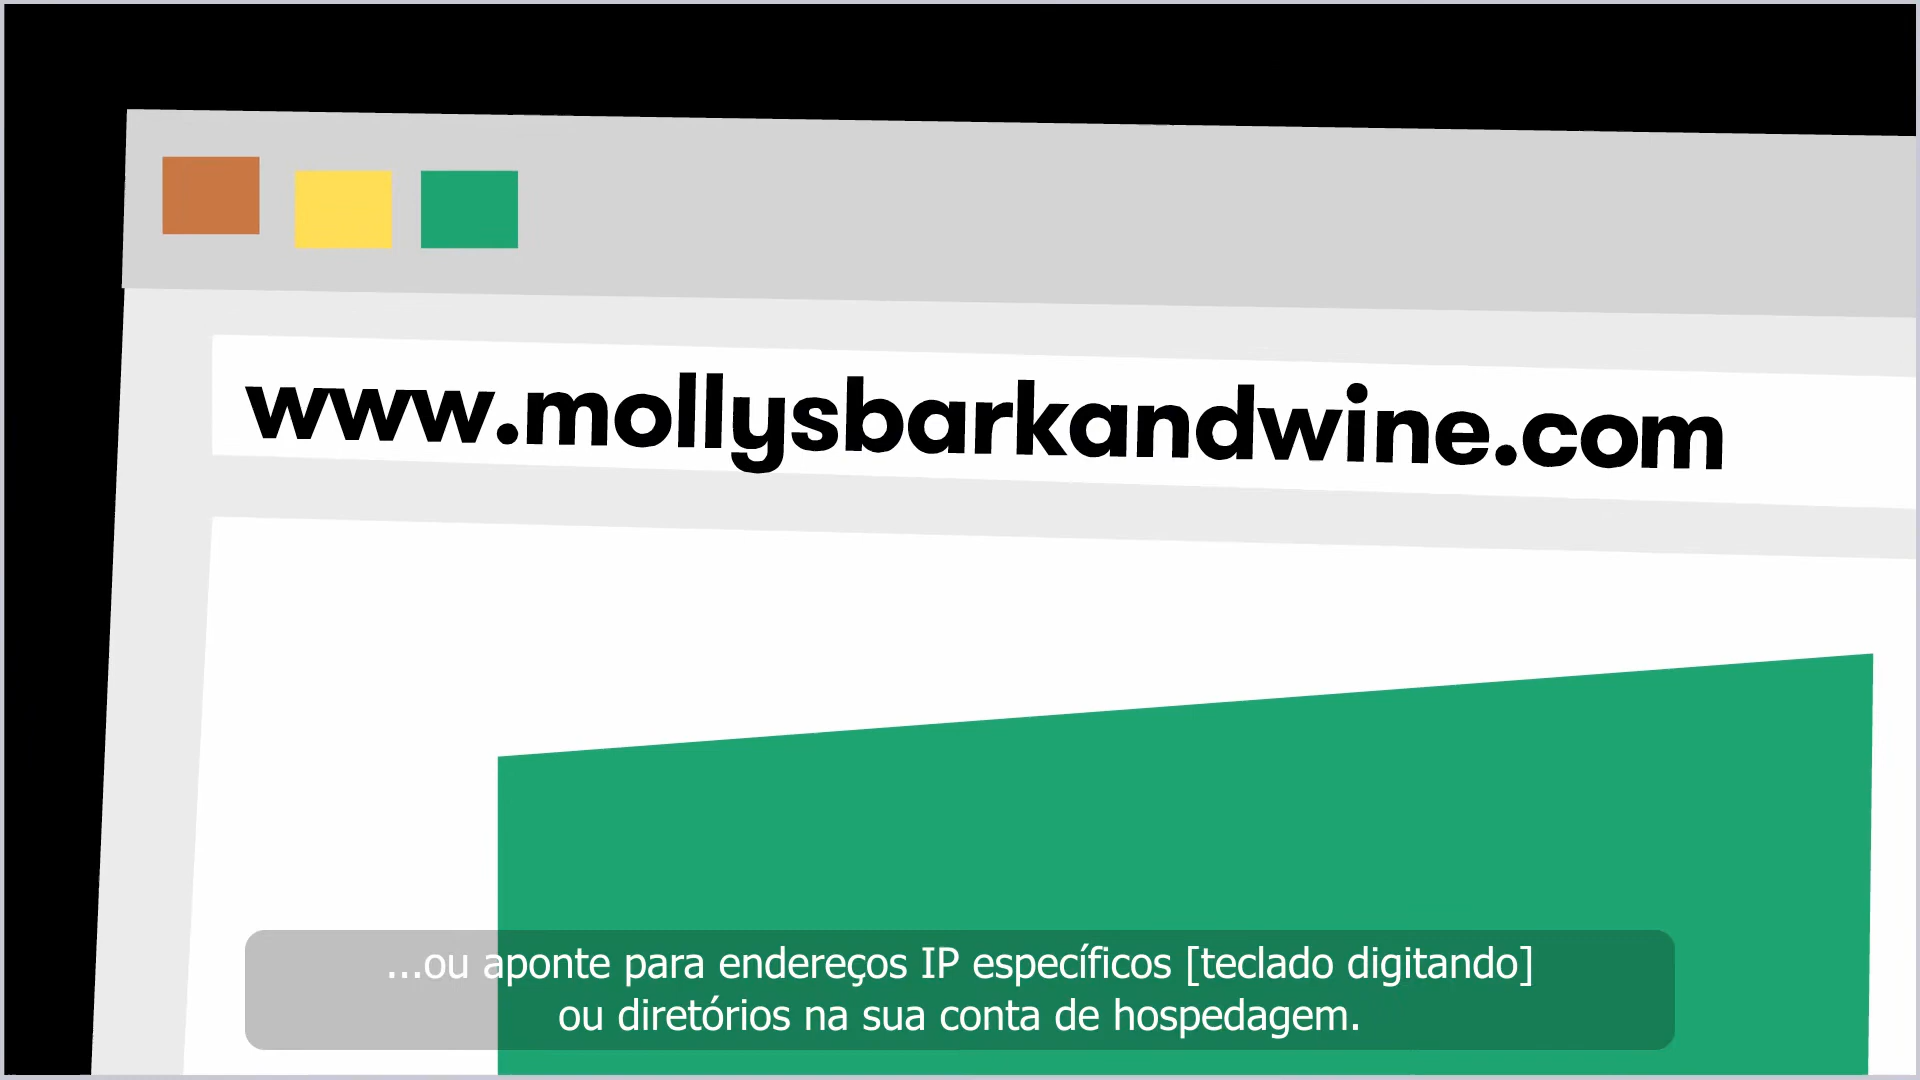 www.mollysbarkandwine.com
...ou aponte para endereços IP específicos [teclado digitando]
ou diretórios na sua conta de hospedagem.